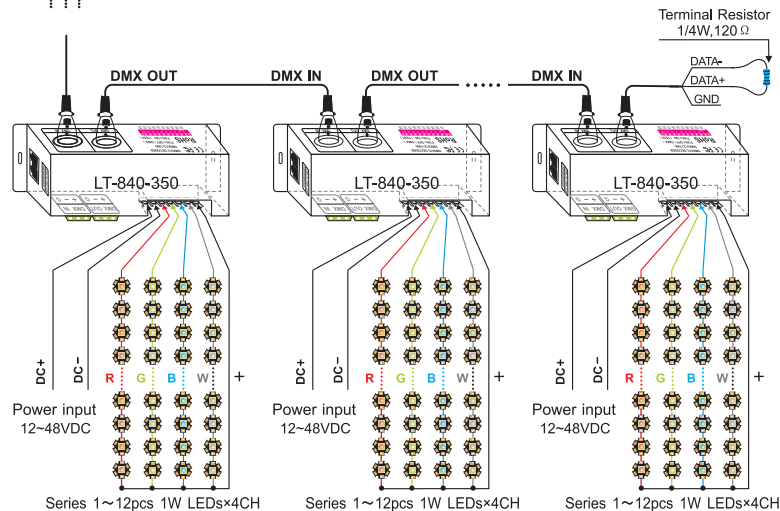 Terminal Resistor
1/4W,120 Ω
DMX OUT
DMX IN
DMX OUT
DMX IN
DATA-
DATA+
GND
LT-840-350
LT-840-350
LT-840-350
DC+
DC-
R
G
B
W
+
DC+
DC-
R
G
B
W
+
DC+
DC-
R
G
B
W
+
Power input
12~48VDC
Power input
12~48VDC
Power input
12~48VDC
Series 1~12pcs 1W LEDs×4CH
Series 1~12pcs 1W LEDs×4CH
Series 1~12pcs 1W LEDs×4CH